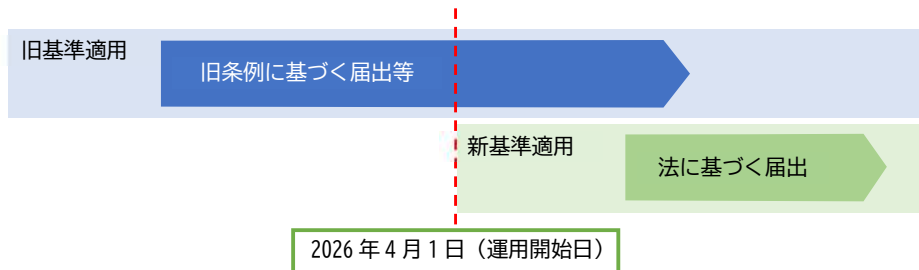 旧基準適用
旧条例に基づく届出等
新基準適用
法に基づく届出
2026年4月1日（運用開始日）